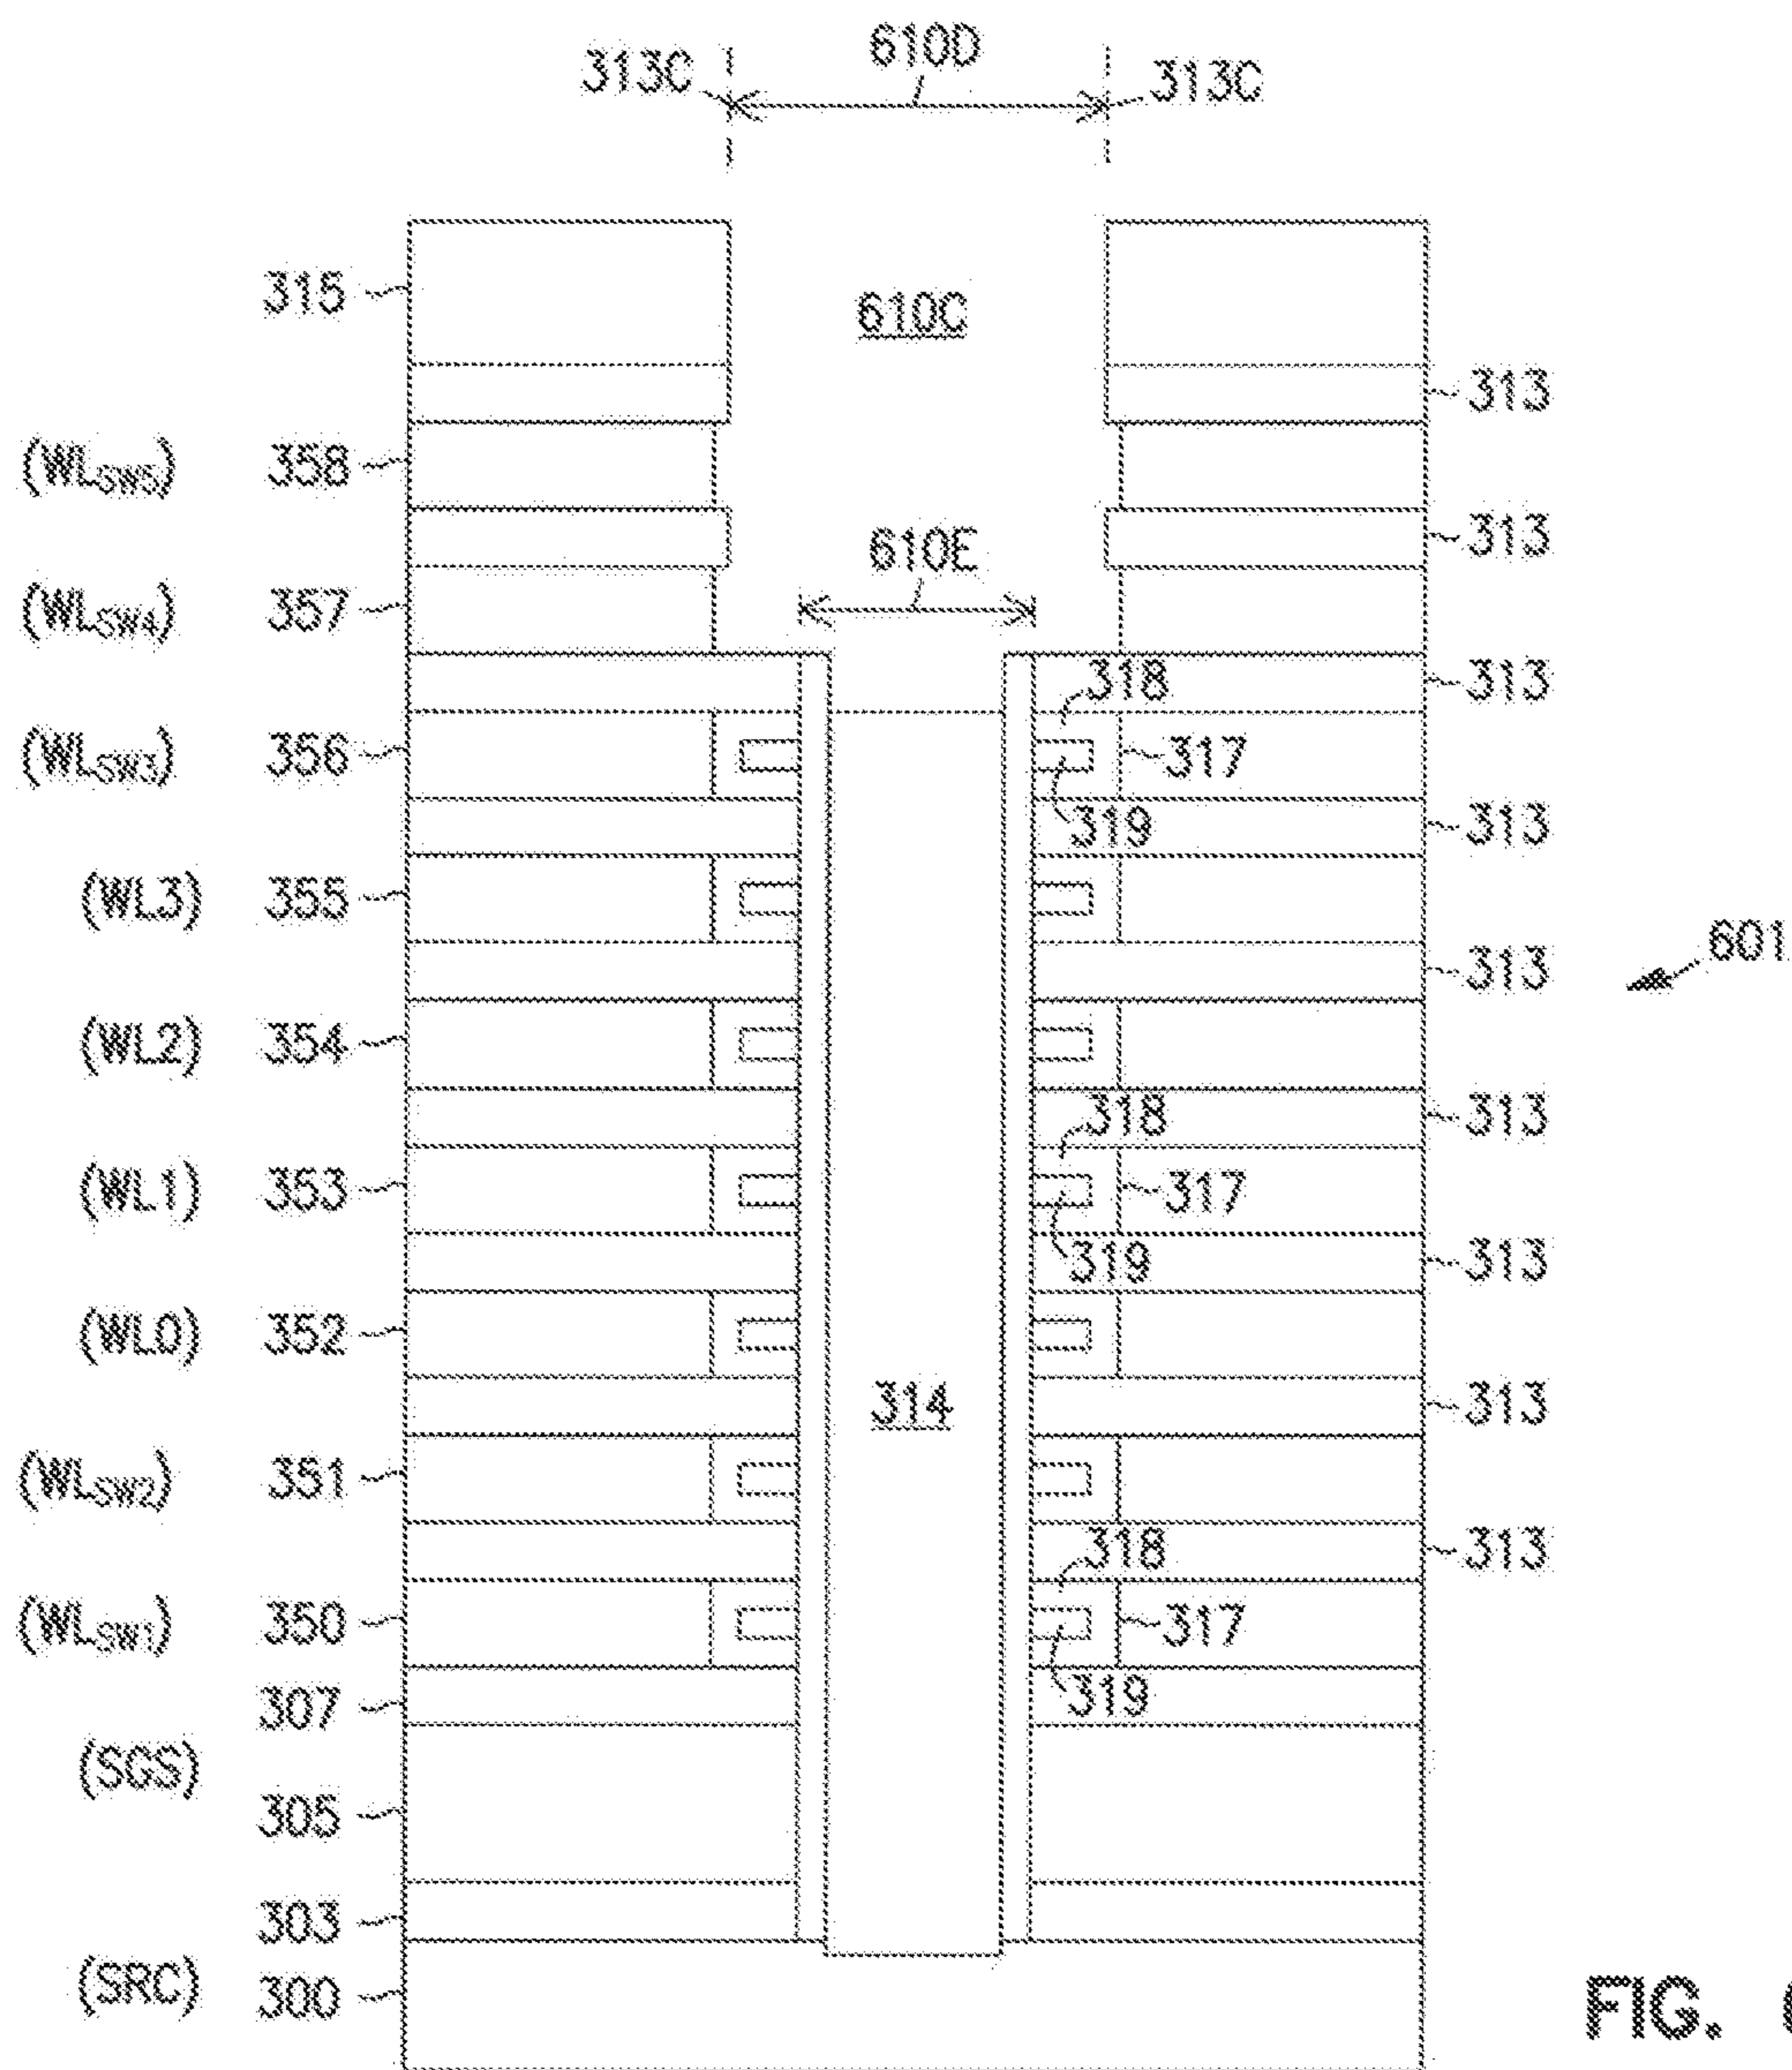 610D
313C
313C
315
610C
313
(WLSW5)
358
610E
313
(WLSW4)
357
318
313
(WLSW3)
356
317
319
313
(WL3)
355
313
601
(WL2)
354
318
313
(WL1)
353
317
319
313
(WL0)
352
314
313
(WLSW2)
351
318
313
(WLSW1)
350
317
319
307
(SGS)
305
303
(SRC)
300
FIG.